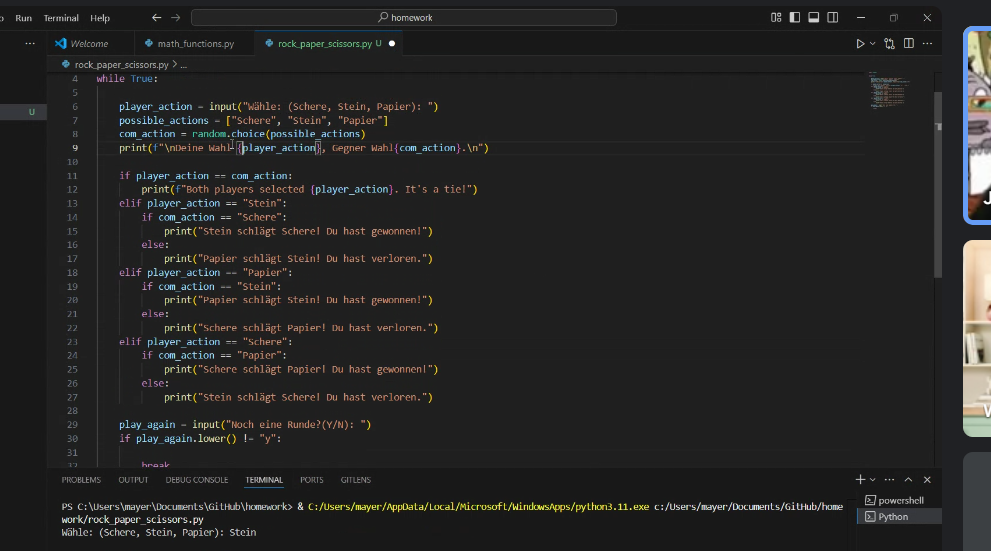 Run Terminal Help
homework
Welcome
math_functions.py
rock_paper_scissors.py U
rock_paper_scissors.py > ...
U
4 while True:
5
6 player_action = input("Wähle: (Schere, Stein, Papier): ")
7 possible_actions = ["Schere", "Stein", "Papier"]
8 com_action = random.choice(possible_actions)
9 print(f"\nDeine Wahl {player_action}, Gegner Wahl{com_action}.\n")
10
11 if player_action == com_action:
12 print(f"Both players selected {player_action}. It`s a tie!")
13 elif player_action == "Stein":
14 if com_action == "Schere":
15 print("Stein schlägt Schere! Du hast gewonnen!")
16 else:
17 print("Papier schlägt Stein! Du hast verloren.")
18 elif player_action == "Papier":
19 if com_action == "Stein":
20 print("Papier schlägt Stein! Du hast gewonnen!")
21 else:
22 print("Schere schlägt Papier! Du hast verloren.")
23 elif player_action == "Schere":
24 if com_action == "Papier":
25 print("Schere schlägt Papier! Du hast gewonnen!")
26 else:
27 print("Stein schlägt Schere! Du hast verloren.")
28
29 play_again = input("Noch eine Runde?(Y/N): ")
30 if play_again.lower() != "y":
31
32 break
PROBLEMS OUTPUT DEBUG CONSOLE TERMINAL PORTS GITLENS
PS C:\Users\mayer\Documents\GitHub\homework> & C:/Users/mayer/AppData/Local/Microsoft/WindowsApps/python3.11.exe c:/Users/mayer/Documents/GitHub/home
work/rock_paper_scissors.py
Wähle: (Schere, Stein, Papier): Stein
powershell
Python